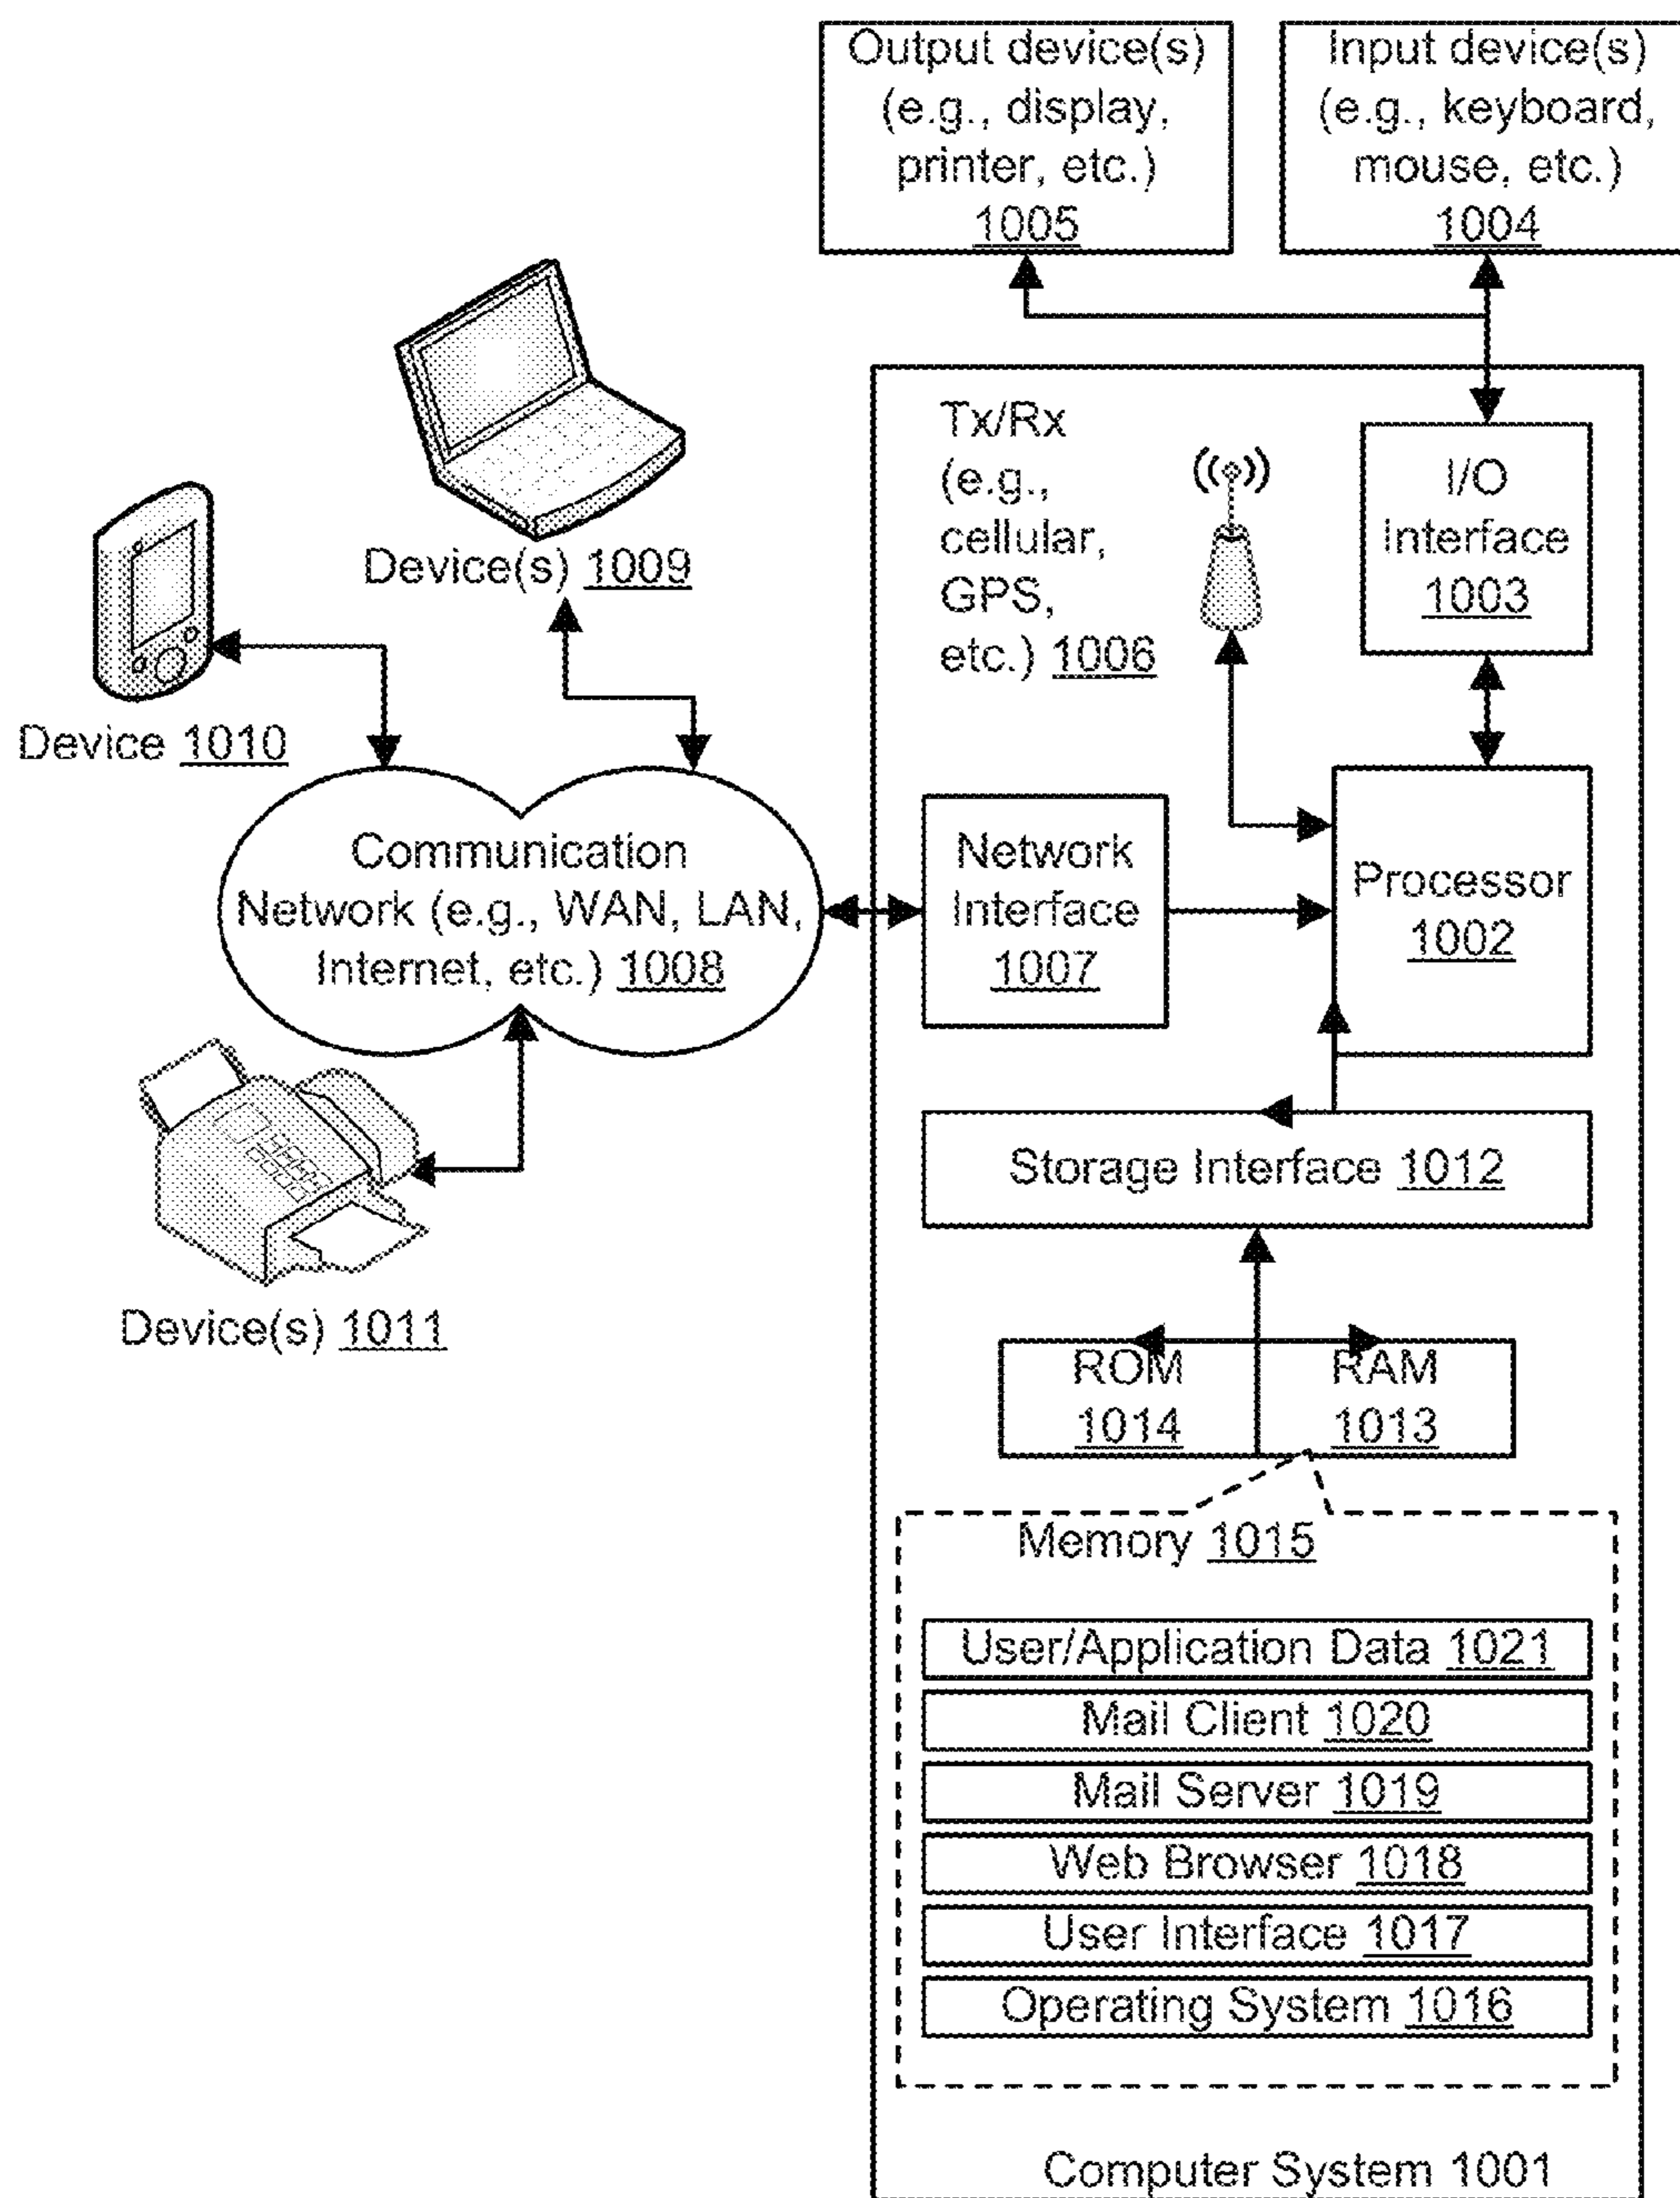 Output device(s)
(e.g., display,
printer, etc.)
1005
Input device(s)
(e.g., keyboard,
mouse, etc.)
1004
Tx/Rx
(e.g.,
cellular,
GPS,
etc.) 1006
I/O
Interface
1003
Device(s) 1009
Device 1010
Communication
Network (e.g., WAN, LAN,
Internet, etc.) 1008
Network
Interface
1007
Processor
1002
Storage Interface 1012
Device(s) 1011
ROM
1014
RAM
1013
Memory 1015
User/Application Data 1021
Mail Client 1020
Mail Server 1019
Web Browser 1018
User Interface 1017
Operating System 1016
Computer System 1001